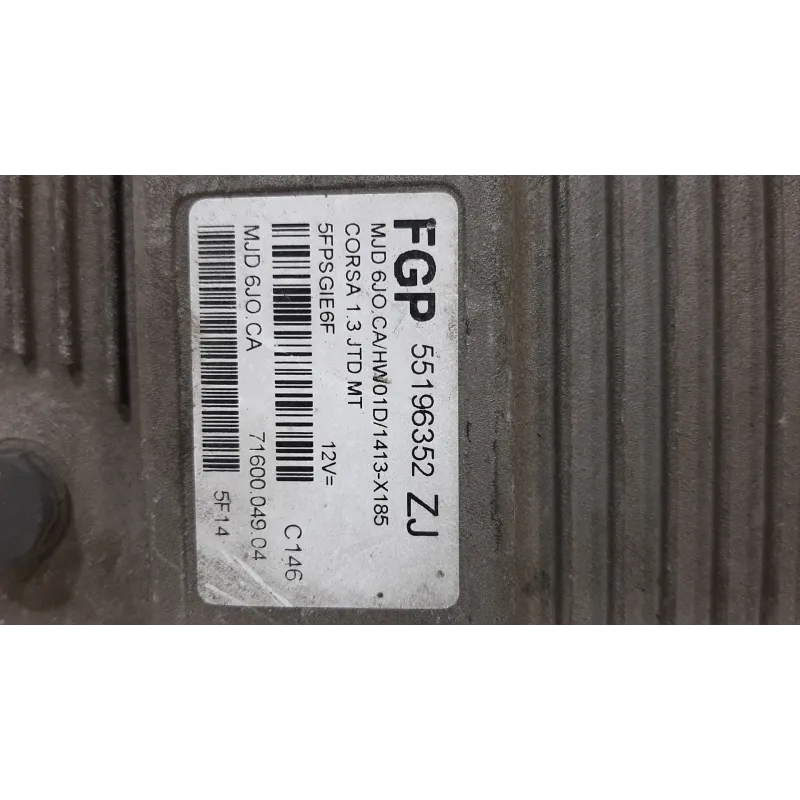 FGP 55196352 ZJ
MJD 6JO.CA/HW01D/1413-X185
CORSA 1.3 JTD MT
5FPSGIE6F 12V=
C146
MJD 6JO.CA 71600.049.04
5F14